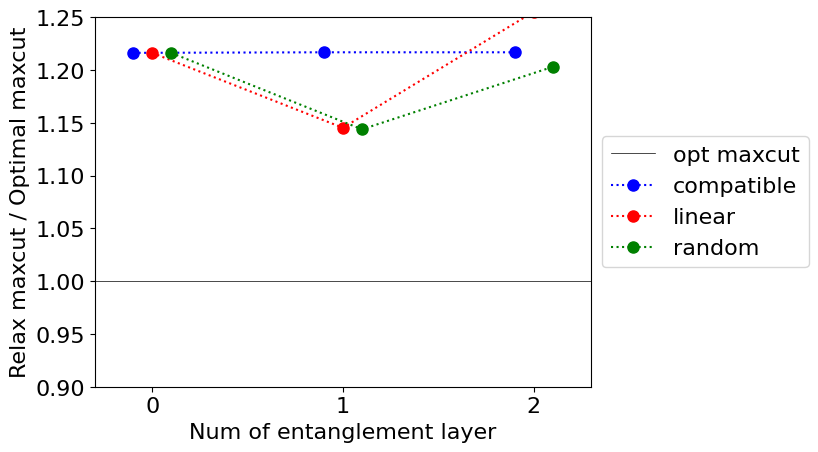 Relax maxcut / Optimal maxcut
1.25
1.20
1.15
1.10
1.05
1.00
0.95
0.90
0
1
2
Num of entanglement layer
opt maxcut
compatible
linear
random